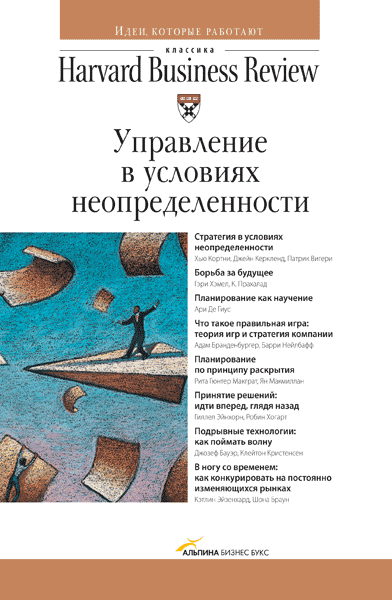 Идеи, которые работают
классика
Harvard Business Review
Управление
в условиях
неопределенности
Стратегия в условиях
неопределенности
Хью Кортни, Джейн Керкленд, Патрик Вигери
Борьба за будущее
Гэри Хэмел, К. Прахалад
Планирование как научение
Ари Де Гиус
Что такое правильная игра:
теория игр и стратегия компании
Адам Бранденбургер, Барри Нейлбафф
Планирование
по принципу раскрытия
Рита Гюнтер Макграт, Ян Макмиллан
Принятие решений:
идти вперед, глядя назад
Гиллел Эйнхорн, Робин Хогарт
Подрывные технологии:
как поймать волну
Джозеф Бауэр, Клейтон Кристенсен
В ногу со временем:
как конкурировать на постоянно
изменяющихся рынках
Кэтлин Эйзенхард, Шона Браун
АЛЬПИНА БИЗНЕС БУКС